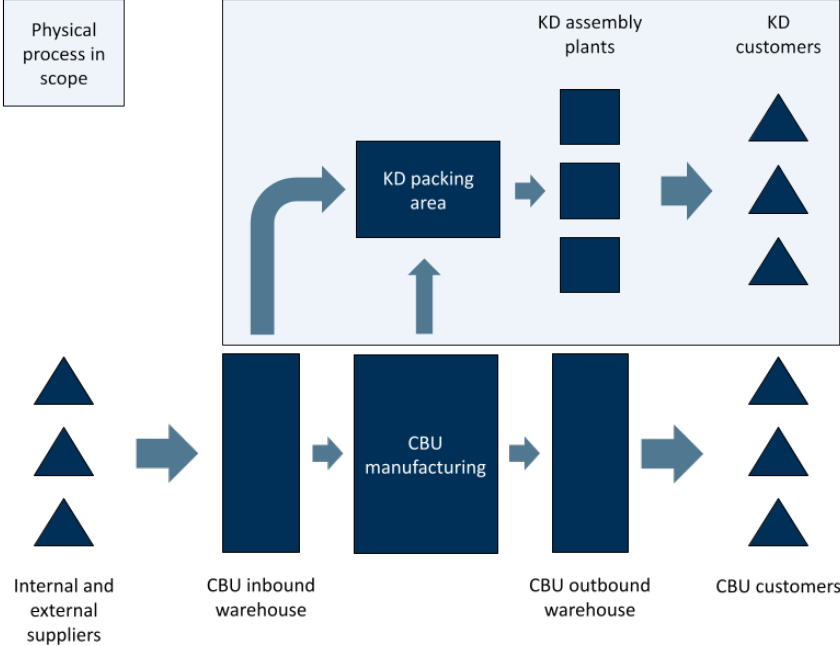 Physical
process in
scope
KD assembly
plants
KD
customers
KD packing
area
CBU
manufacturing
Internal and
external
suppliers
CBU inbound
warehouse
CBU outbound
warehouse
CBU customers